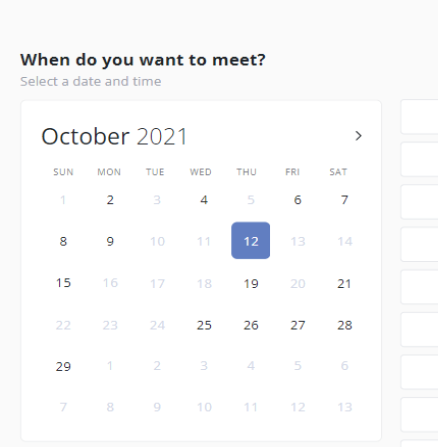 When do you want to meet?
Select a date and time
October 2021
SUN MON TUE WED THU FRI SAT
1 2 3 4 5 6 7
8 9 10 11 12 13 14
15 16 17 18 19 20 21
22 23 24 25 26 27 28
29 1 2 3 4 5 6
7 8 9 10 11 12 13